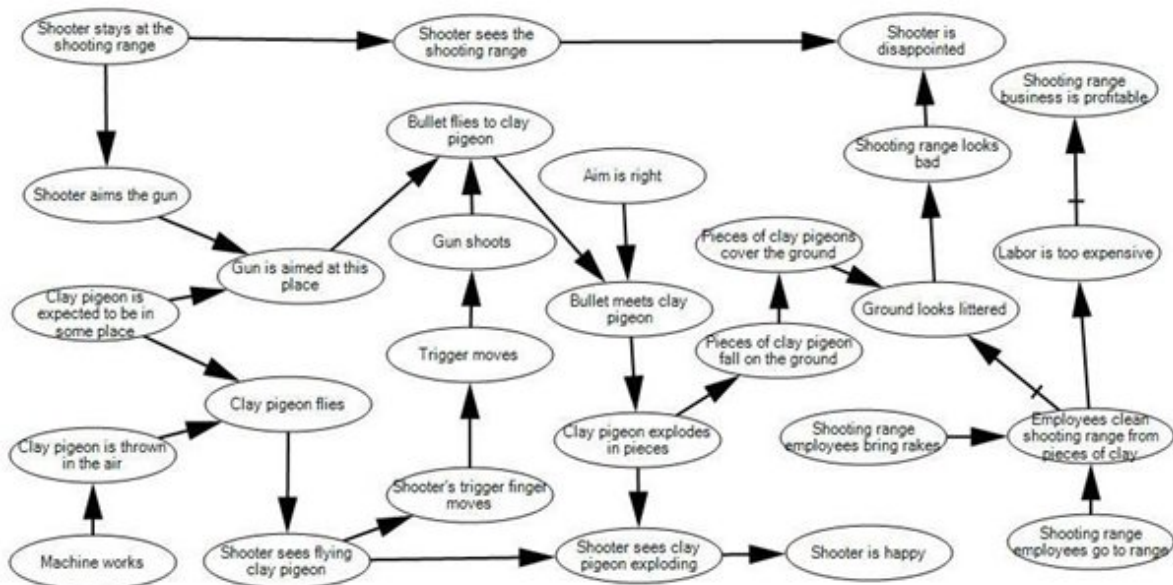 Shooter stays at the
shooting range
Shooter sees the
shooting range
Shooter is
disappointed
Shooting range
business is profitable
Bullet flies to clay
pigeon
Shooting range looks
bad
Aim is right
Shooter aims the gun
Gun shoots
Pieces of clay pigeons
cover the ground
Labor is too expensive
Gun is aimed at this
place
Clay pigeon is
expected to be in
some place
Bullet meets clay
pigeon
Ground looks littered
Trigger moves
Pieces of clay pigeon
fall on the ground
Clay pigeon flies
Clay pigeon explodes
in pieces
Shooting range
employees bring rakes
Employees clean
shooting range from
pieces of clay
Clay pigeon is thrown
in the air
Shooter's trigger finger
moves
Machine works
Shooter sees flying
clay pigeon
Shooter sees clay
pigeon exploding
Shooter is happy
Shooting range
employees go to range